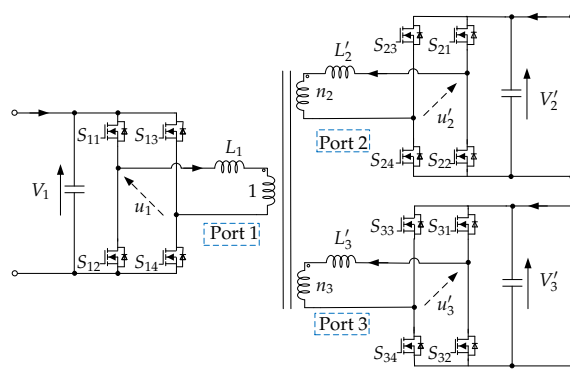 V₁
S₁₁
S₁₃
S₁₂
S₁₄
u₁
L₁
1
Port 1
L′₂
n₂
Port 2
S₂₃
S₂₁
S₂₄
S₂₂
u′₂
V′₂
L′₃
n₃
Port 3
S₃₃
S₃₁
S₃₄
S₃₂
u′₃
V′₃